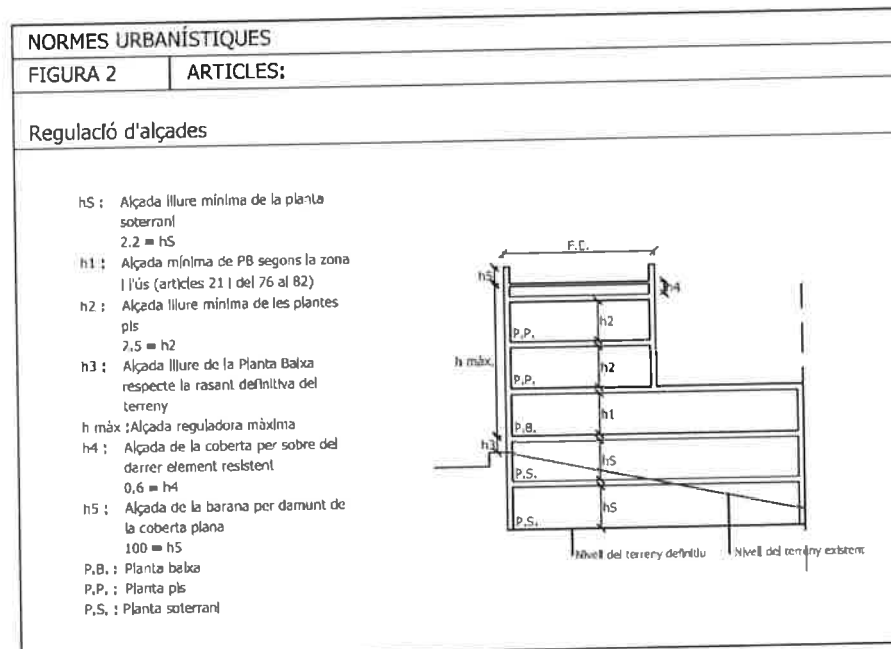 NORMES URBANÍSTIQUES
FIGURA 2 ARTICLES:
Regulació d'alçades
hS : Alçada lliure mínima de la planta
soterrani
2.2 = hS
h1 : Alçada mínima de PB segons la zona
i l'ús (articles 21 i del 76 al 82)
h2 : Alçada lliure mínima de les plantes
pis
2,5 = h2
h3 : Alçada lliure de la Planta Baixa
respecte la rasant definitiva del
terreny
h màx : Alçada reguladora màxima
h4 : Alçada de la coberta per sobre del
darrer element resistent
0,6 = h4
h5 : Alçada de la barana per damunt de
la coberta plana
100 = h5
P.B. : Planta baixa
P.P. : Planta pis
P.S. : Planta soterrani
F.E.
h5
h4
h2
P.P.
h màx.
h2
P.P.
h1
P.B.
h3
hS
P.S.
hS
P.S.
Nivell del terreny definitiu
Nivell del terreny existent